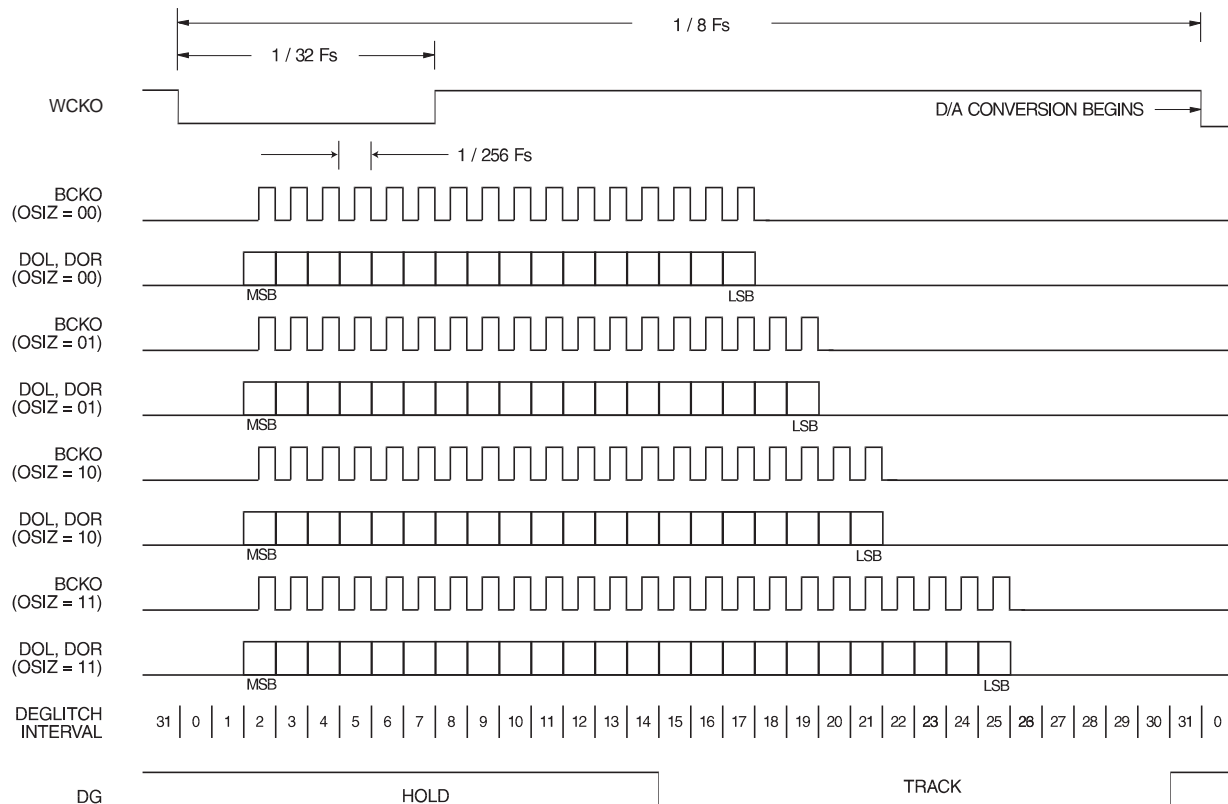 1 / 8 Fs
1 / 32 Fs
WCKO
D/A CONVERSION BEGINS
1 / 256 Fs
BCKO
(OSIZ = 00)
DOL, DOR
(OSIZ = 00)
MSB LSB
BCKO
(OSIZ = 01)
DOL, DOR
(OSIZ = 01)
MSB LSB
BCKO
(OSIZ = 10)
DOL, DOR
(OSIZ = 10)
MSB LSB
BCKO
(OSIZ = 11)
DOL, DOR
(OSIZ = 11)
MSB LSB
DEGLITCH
INTERVAL
31 0 1 2 3 4 5 6 7 8 9 10 11 12 13 14 15 16 17 18 19 20 21 22 23 24 25 26 27 28 29 30 31 0
DG HOLD TRACK